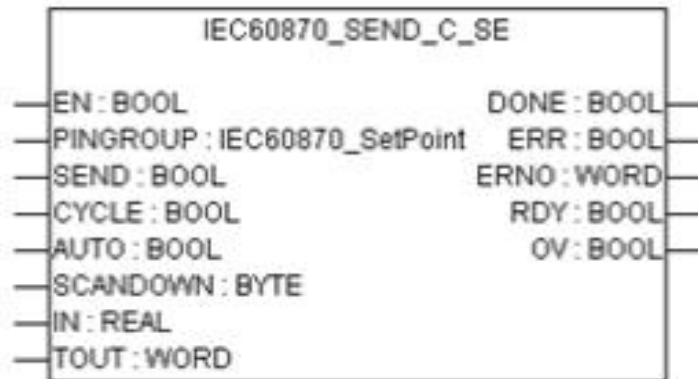 IEC60870_SEND_C_SE
EN : BOOL DONE : BOOL
PINGROUP : IEC60870_SetPoint ERR : BOOL
SEND : BOOL ERNO : WORD
CYCLE : BOOL RDY : BOOL
AUTO : BOOL OV : BOOL
SCANDOWN : BYTE
IN : REAL
TOUT : WORD